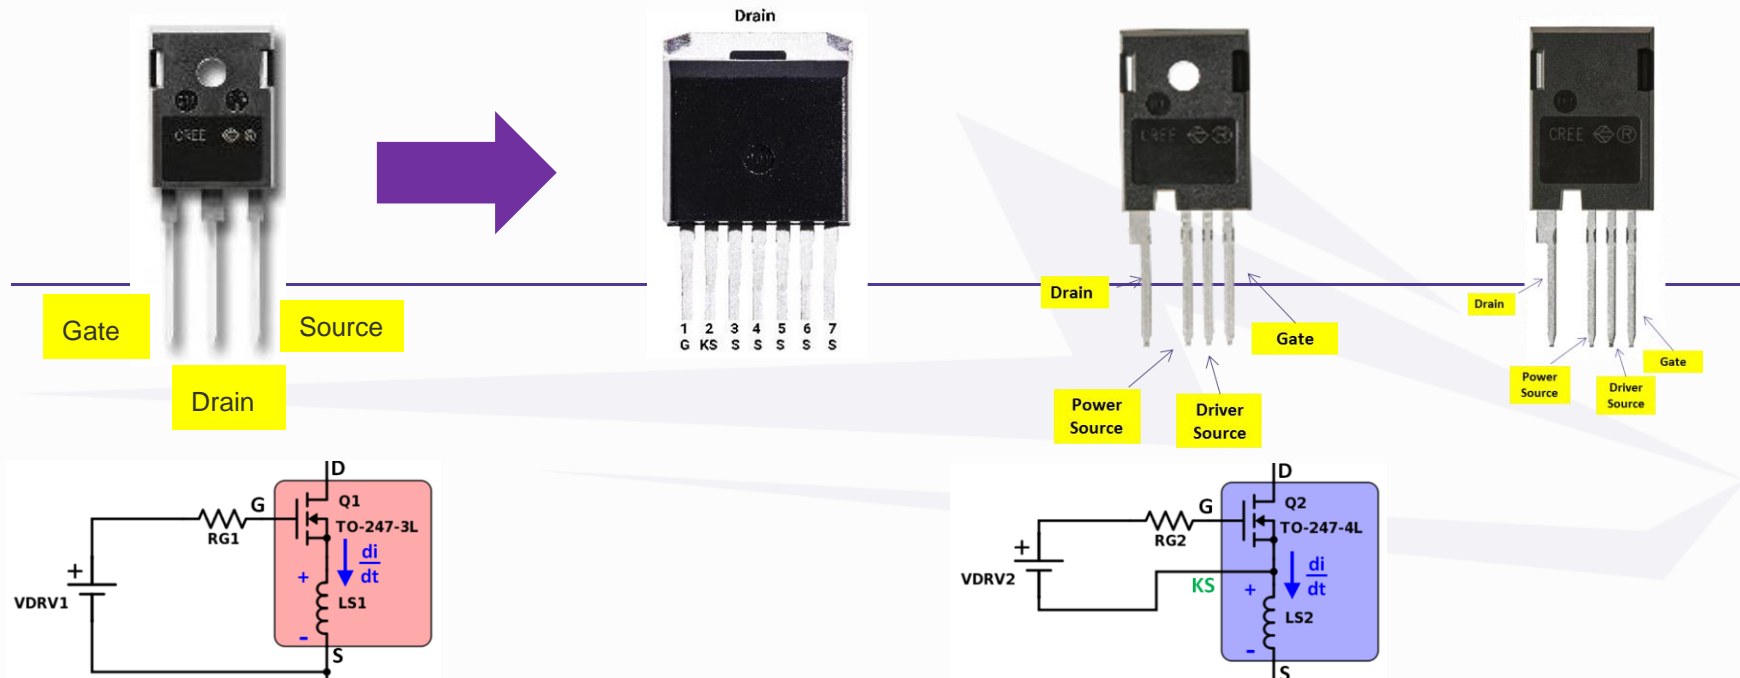 Drain
CREE
Gate
Source
Drain
1 2 3 4 5 6 7
G KS S S S S S
CREE
Drain
Gate
Power
Source
Driver
Source
CREE
Drain
Gate
Power
Source
Driver
Source
D
G
Q1
TO-247-3L
RG1
di
dt
+
+
VDRV1
LS1
-
S
D
G
Q2
TO-247-4L
RG2
+
di
dt
VDRV2
KS
+
LS2
-
S